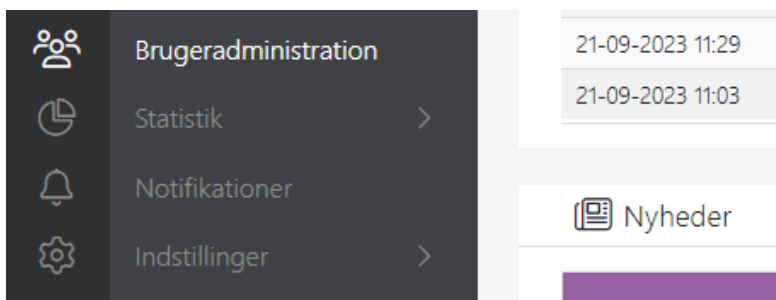 Brugeradministration
Statistik
Notifikationer
Indstillinger
21-09-2023 11:29
21-09-2023 11:03
Nyheder